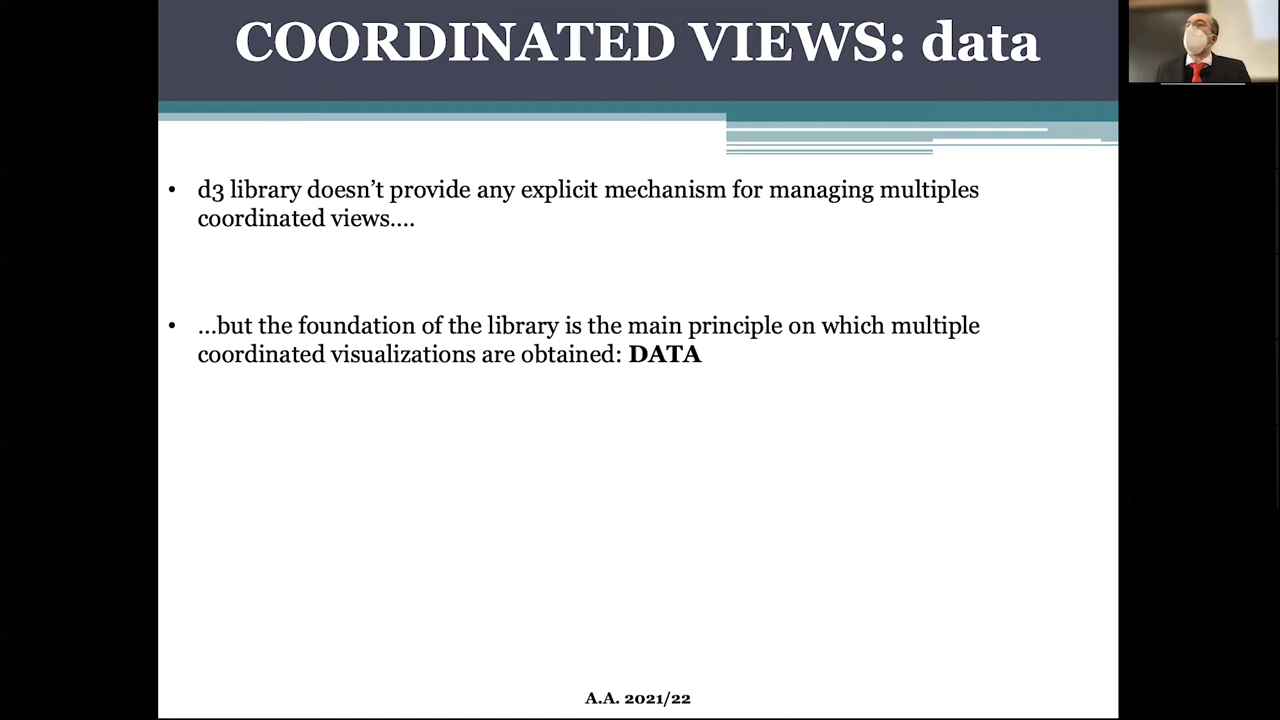 COORDINATED VIEWS: data
• d3 library doesn't provide any explicit mechanism for managing multiples
coordinated views....
• ...but the foundation of the library is the main principle on which multiple
coordinated visualizations are obtained: DATA
A.A. 2021/22